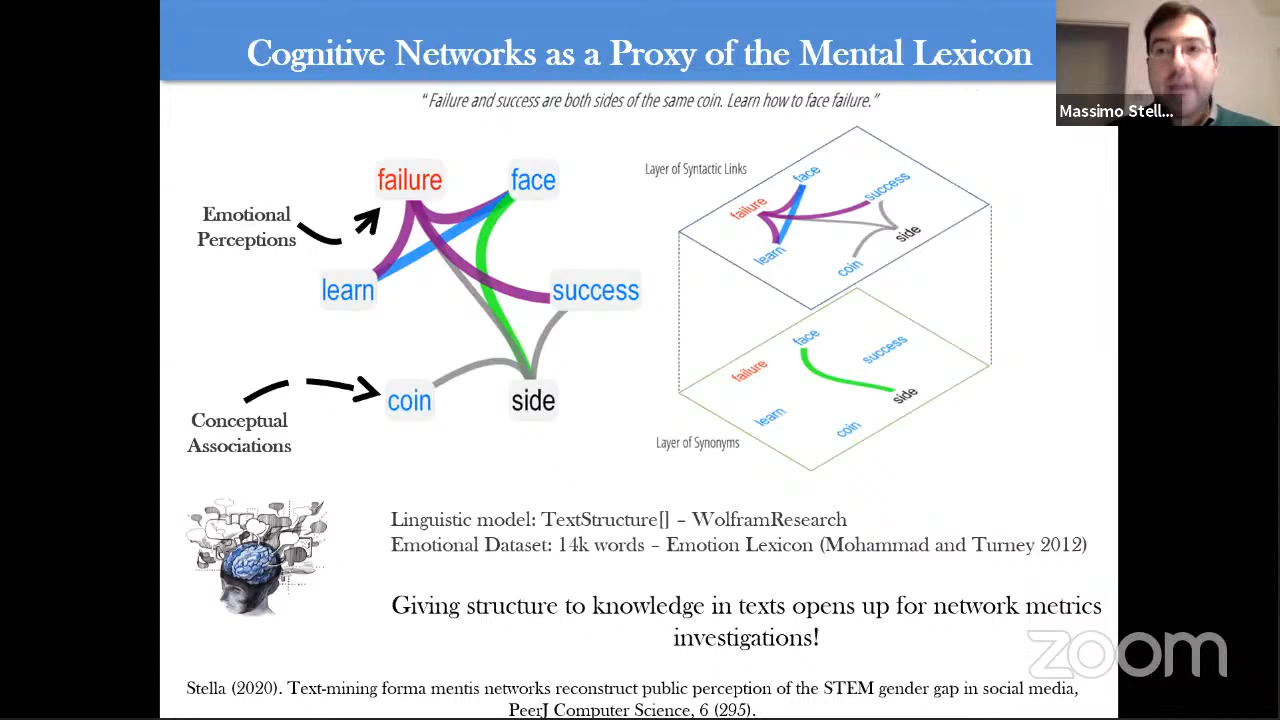 Cognitive Networks as a Proxy of the Mental Lexicon
Massimo Stell...
“ Failure and success are both sides of the same coin. Learn how to face failure.”
failure
face
Emotional
Perceptions
learn
success
Conceptual
Associations
coin
side
Layer of Syntactic Links
face
success
failure
side
learn
coin
face
success
failure
side
learn
coin
Layer of Synonyms
Linguistic model: TextStructure[] – WolframResearch
Emotional Dataset: 14k words – Emotion Lexicon (Mohammad and Turney 2012)
Giving structure to knowledge in texts opens up for network metrics
investigations!
zoom
Stella (2020). Text-mining forma mentis networks reconstruct public perception of the STEM gender gap in social media,
PeerJ Computer Science, 6 (295).